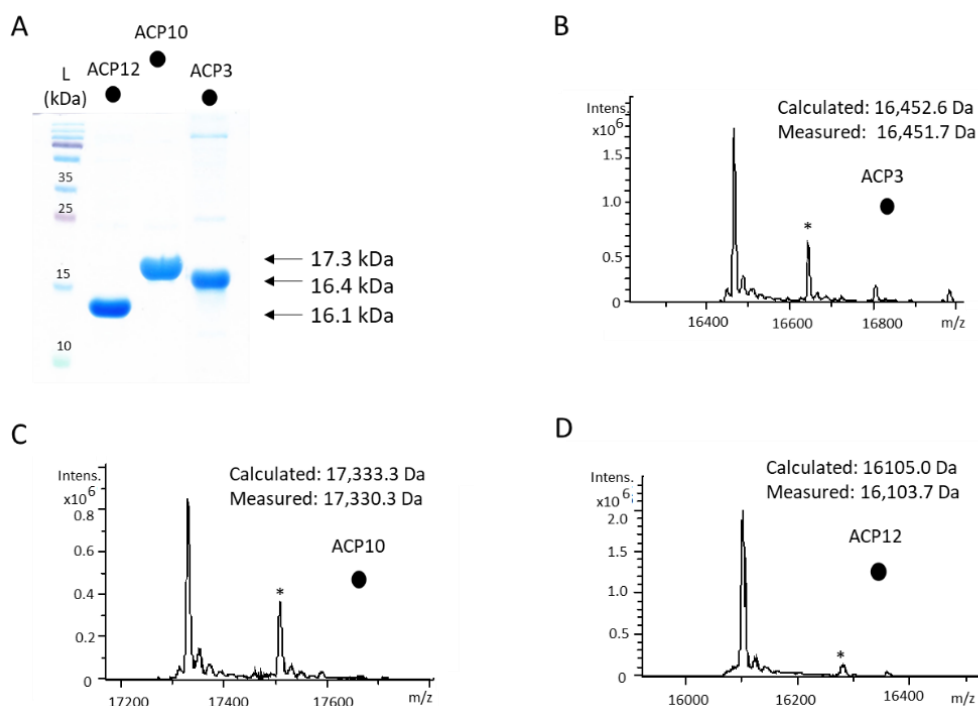 A
ACP10
L
(kDa)
ACP12
ACP3
35
25
15
10
17.3 kDa
16.4 kDa
16.1 kDa
B
Intens.
x10⁶
Calculated: 16,452.6 Da
Measured: 16,451.7 Da
ACP3
1.5
*
1.0
0.5
0
16400 16600 16800 m/z
C
Intens.
x10⁶
Calculated: 17,333.3 Da
Measured: 17,330.3 Da
ACP10
0.8
0.6
0.4
*
0.2
0
17200 17400 17600 m/z
D
Intens.
x10⁶
Calculated: 16105.0 Da
Measured: 16,103.7 Da
ACP12
2.0
1.5
1.0
0.5
*
0
16000 16200 16400 m/z